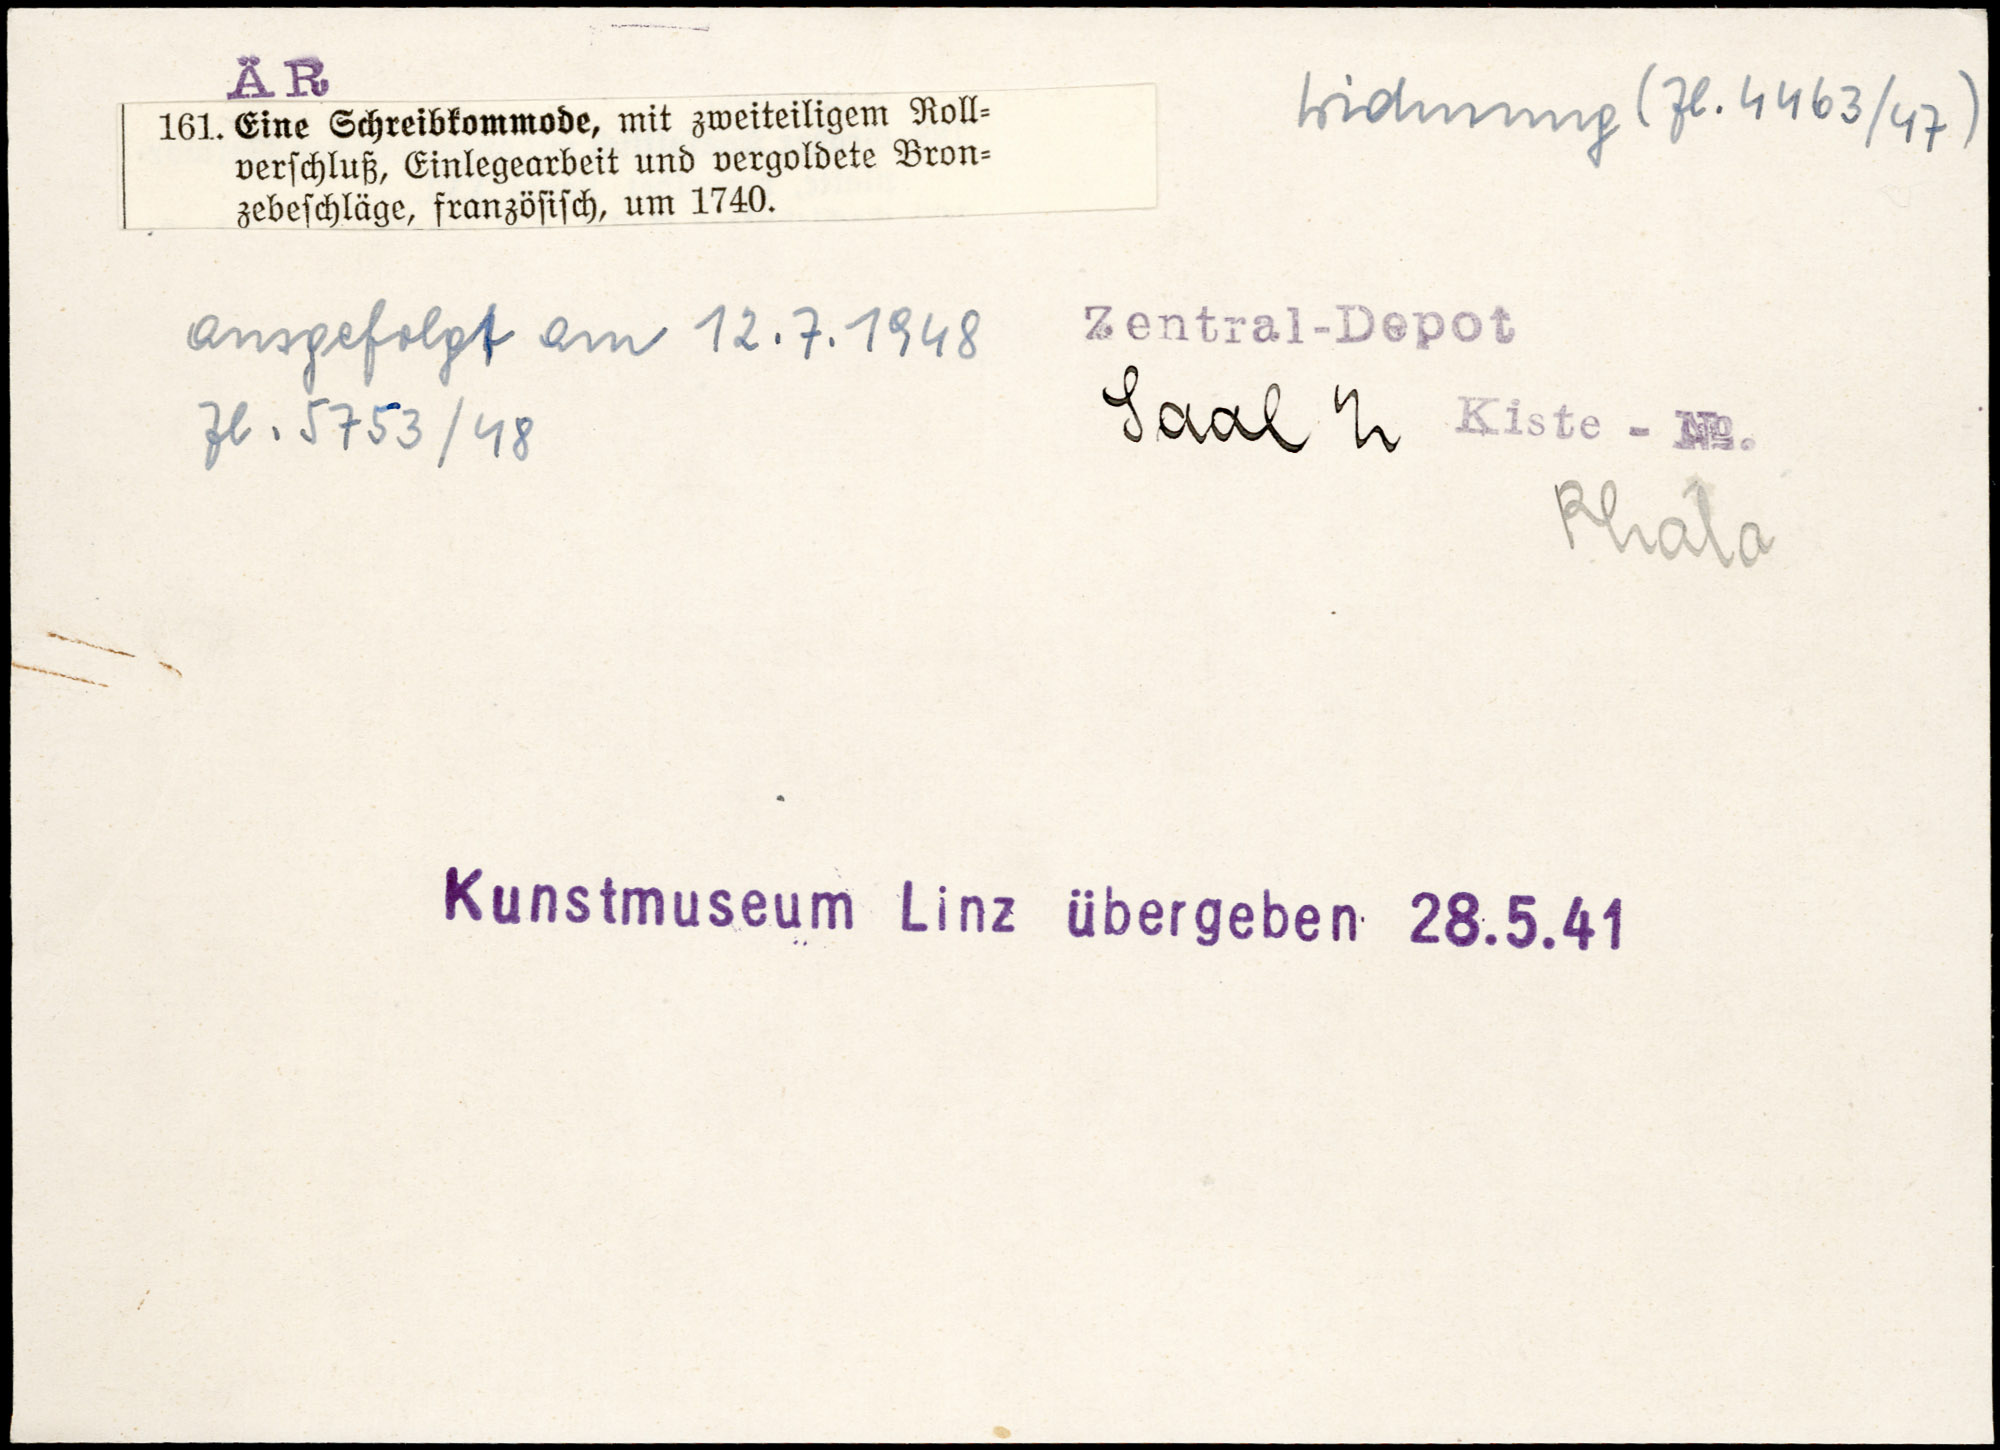 ÄR
Widmung (Zl. 4463/47)
161. Eine Schreibkommode, mit zweiteiligem Roll=
verschluß, Einlegearbeit und vergoldete Bron=
zebeschläge, französisch, um 1740.
ausgefolgt am 12.7.1948
Zl. 5753/48
Zentral-Depot
Saal Kiste - №.
Kunstmuseum Linz übergeben 28.5.41